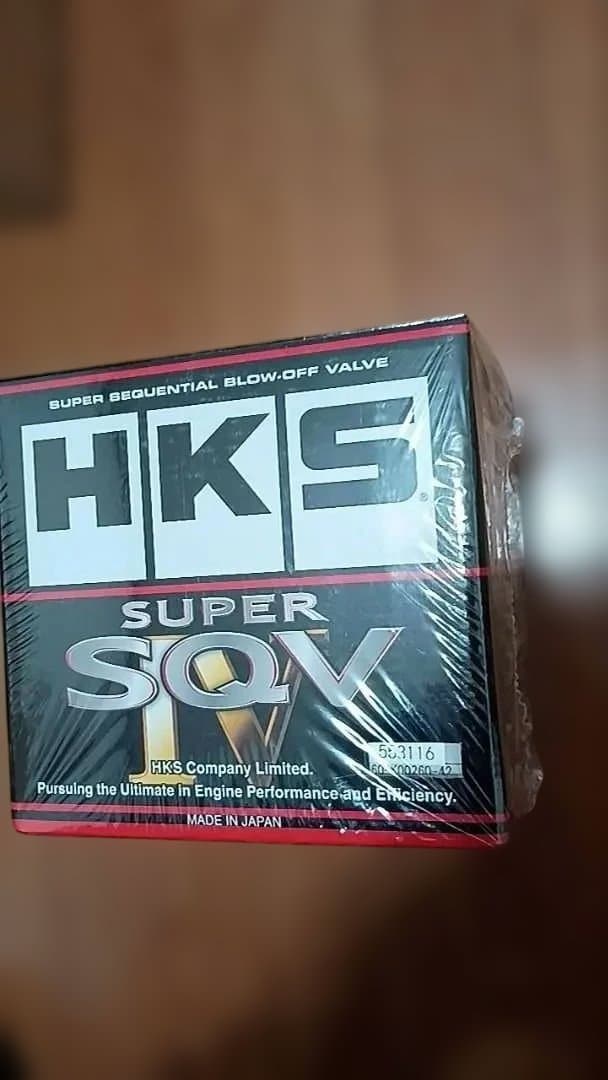 SUPER SEQUENTIAL BLOW-OFF VALVE
HKS®
SUPER
SQV
IV
HKS Company Limited.
Pursuing the Ultimate in Engine Performance and Efficiency.
MADE IN JAPAN